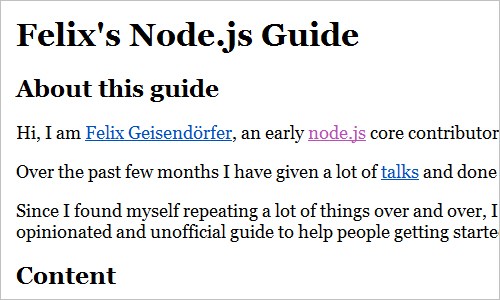 Felix's Node.js Guide
About this guide
Hi, I am Felix Geisendörfer, an early node.js core contributor
Over the past few months I have given a lot of talks and done
Since I found myself repeating a lot of things over and over, I
opinionated and unofficial guide to help people getting starte
Content